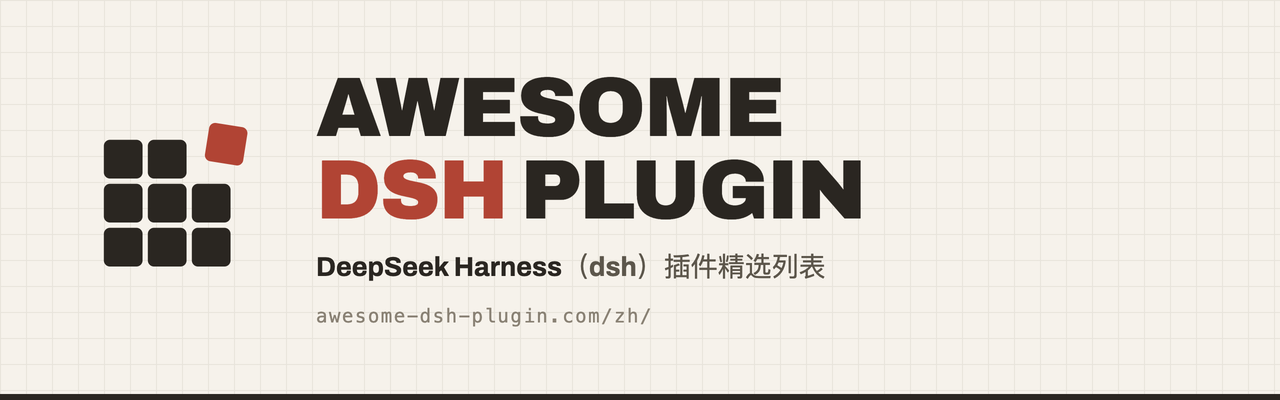 AWESOME
DSH PLUGIN
DeepSeek Harness（dsh）插件精选列表
awesome-dsh-plugin.com/zh/